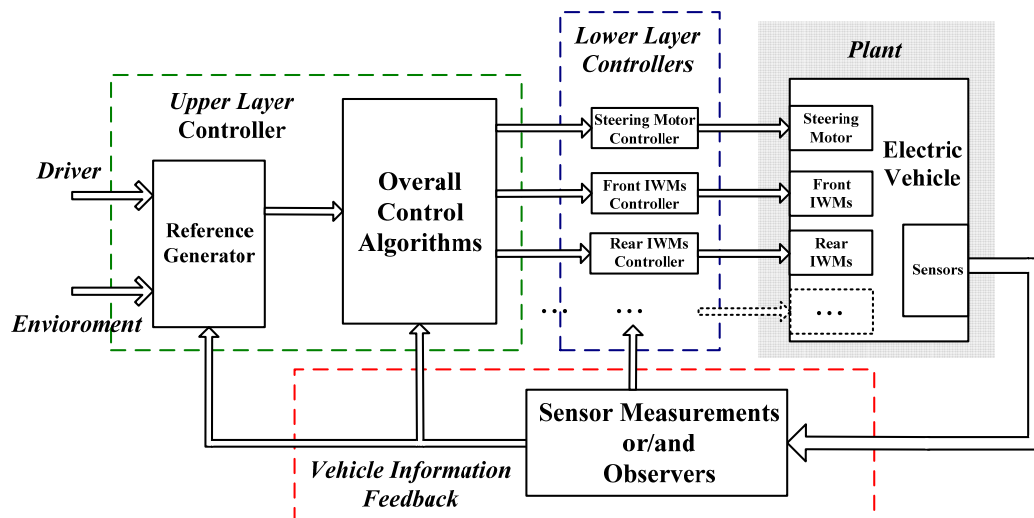 Lower Layer
Controllers
Plant
Upper Layer
Controller
Driver
Envioroment
Reference
Generator
Overall
Control
Algorithms
Steering Motor
Controller
Front IWMs
Controller
Rear IWMs
Controller
... ...
Steering
Motor
Electric
Vehicle
Front
IWMs
Rear
IWMs
Sensors
...
Sensor Measurements
or/and
Observers
Vehicle Information
Feedback